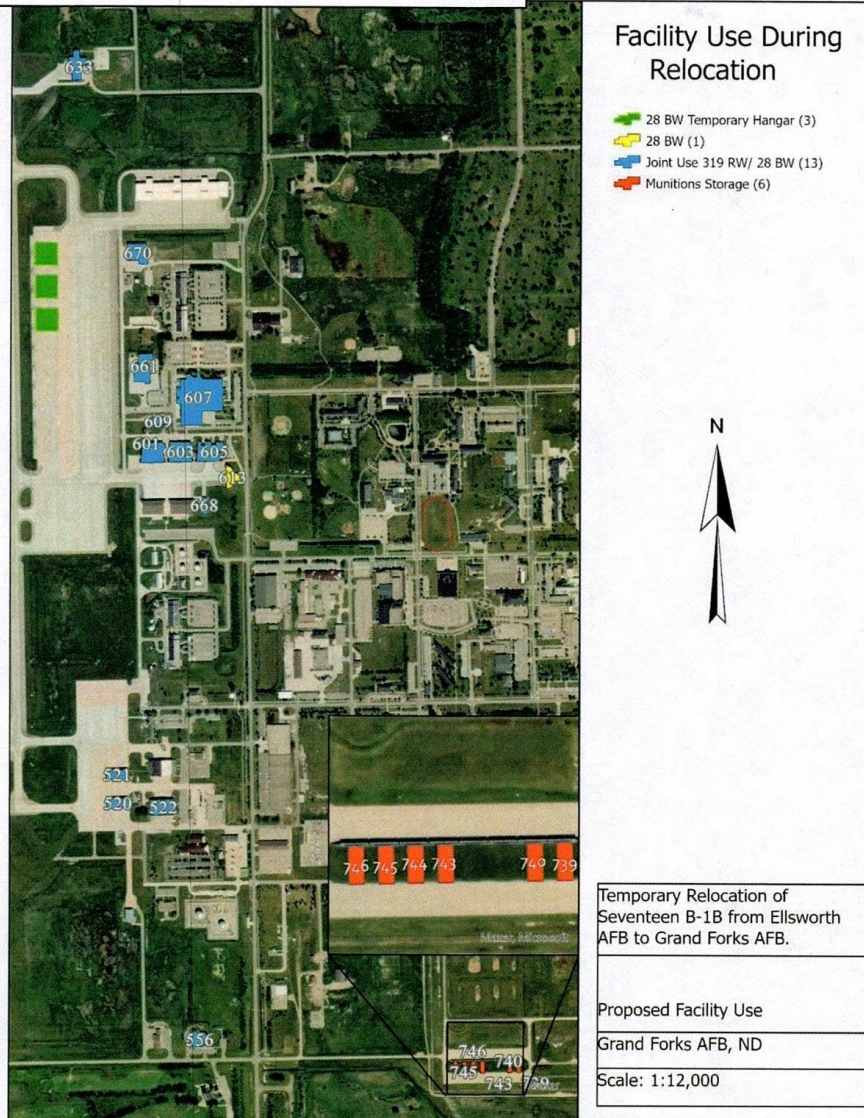 Facility Use During
Relocation
28 BW Temporary Hangar (3)
28 BW (1)
Joint Use 319 RW/ 28 BW (13)
Munitions Storage (6)
N
633
670
661
607
609
601
603
605
613
668
521
520
522
746
745
744
743
740
739
Maxar, Microsoft
556
746
740
745
743
739
Temporary Relocation of
Seventeen B-1B from Ellsworth
AFB to Grand Forks AFB.
Proposed Facility Use
Grand Forks AFB, ND
Scale: 1:12,000